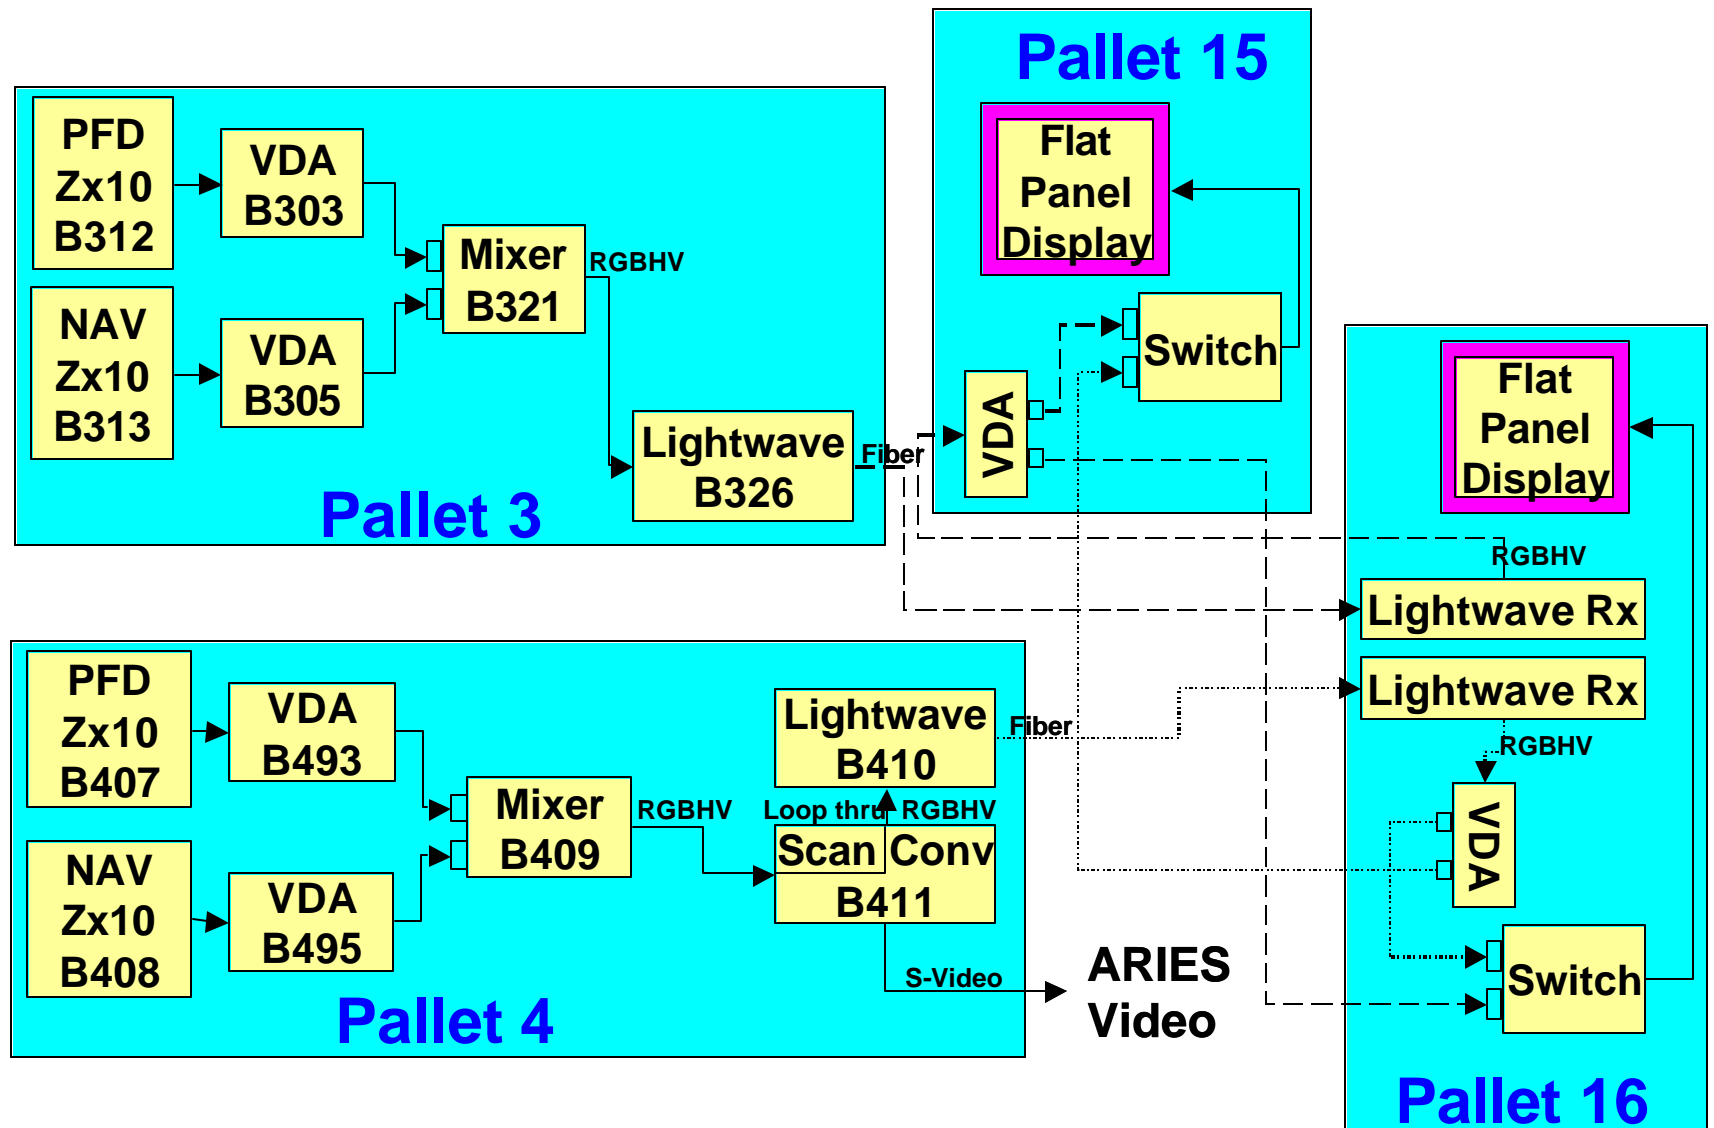 Pallet 15
Flat
Panel
Display
Switch
VDA
PFD
Zx10
B312
VDA
B303
Mixer
B321
RGBHV
NAV
Zx10
B313
VDA
B305
Lightwave
B326
Fiber
Pallet 3
Flat
Panel
Display
RGBHV
Lightwave Rx
Lightwave Rx
RGBHV
VDA
Switch
Pallet 16
PFD
Zx10
B407
VDA
B493
Mixer
B409
RGBHV
Lightwave
B410
Fiber
Loop thru RGBHV
Scan Conv
B411
NAV
Zx10
B408
VDA
B495
S-Video
ARIES
Video
Pallet 4